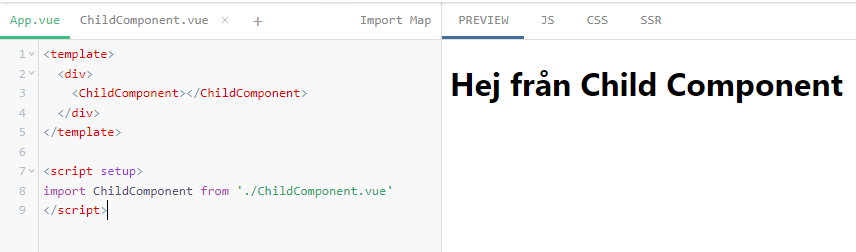 App.vue ChildComponent.vue × + Import Map PREVIEW JS CSS SSR
1 <template>
2 <div>
3 <ChildComponent></ChildComponent>
4 </div>
5 </template>
6
7 <script setup>
8 import ChildComponent from './ChildComponent.vue'
9 </script>
Hej från Child Component